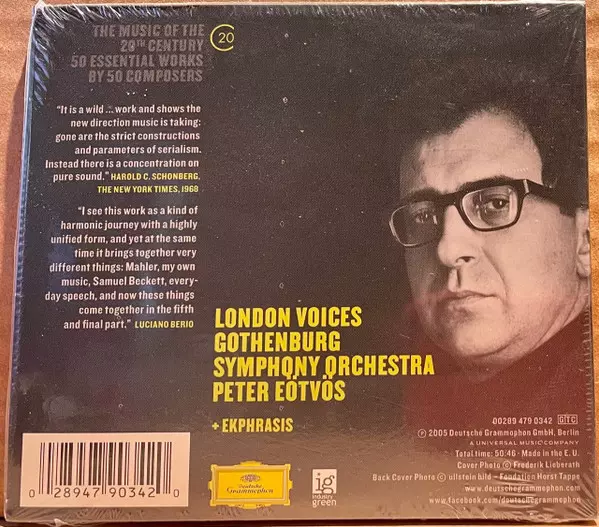 THE MUSIC OF THE
20TH CENTURY
50 ESSENTIAL WORKS
BY 50 COMPOSERS
C20
"It is a wild ... work and shows the
new direction music is taking:
gone are the strict constructions
and parameters of serialism.
Instead there is a concentration on
pure sound." HAROLD C. SCHONBERG,
THE NEW YORK TIMES, 1968
"I see this work as a kind of
harmonic journey with a highly
unified form, and yet at the same
time it brings together very
different things: Mahler, my own
music, Samuel Beckett, every-
day speech, and now these things
come together in the fifth
and final part." LUCIANO BERIO
LONDON VOICES
GOTHENBURG
SYMPHONY ORCHESTRA
PETER EÖTVÖS
+ EKPHRASIS
00289 479 0342 GTC
℗ 2005 Deutsche Grammophon GmbH, Berlin
A UNIVERSAL MUSIC COMPANY
Total time: 50:46 · Made in the E. U.
Cover Photo © Frederik Lieberath
Back Cover Photo © ullstein bild – Fondation Horst Tappe
www.deutschegrammophon.com
www.facebook.com/deutschegrammophon
Deutsche
Grammophon
ig
industry
green
0 28947 90342 0